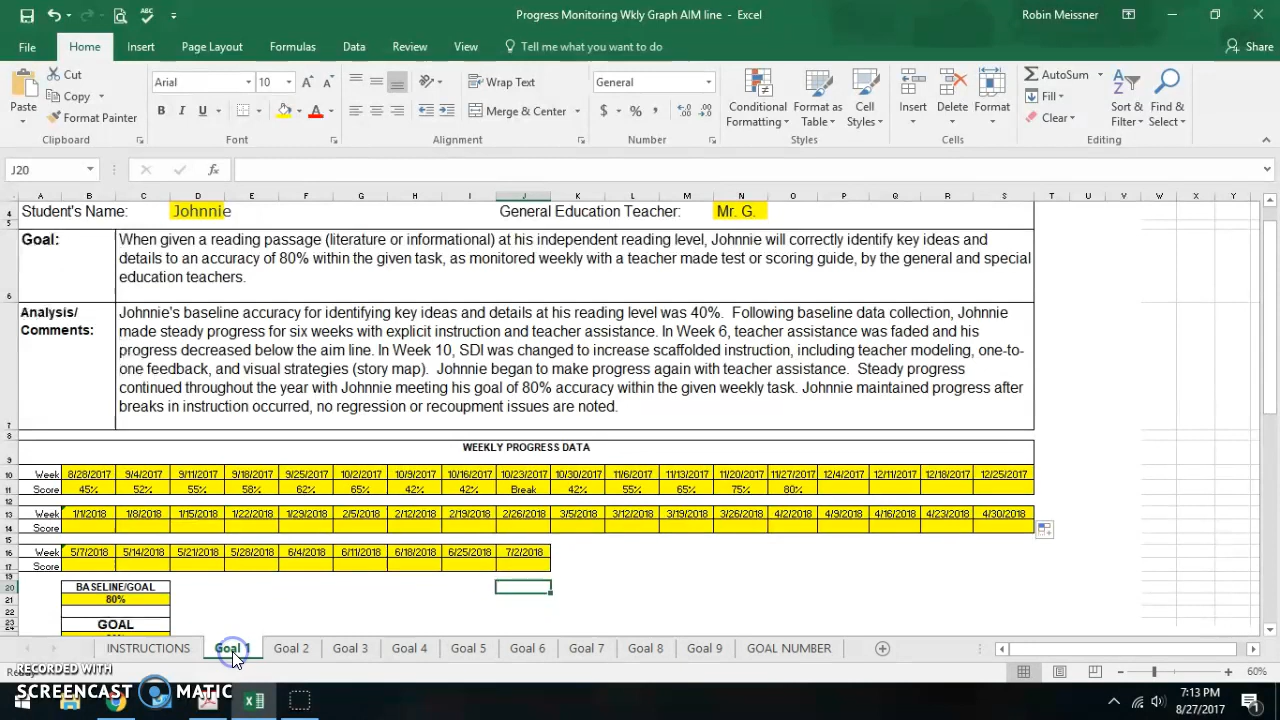 Progress Monitoring Wkly Graph AIM line - Excel
Robin Meissner
File Home Insert Page Layout Formulas Data Review View Tell me what you want to do Share
Paste
Cut
Copy
Format Painter
Arial 10
B I U
Wrap Text
Merge & Center
General
$ % ,
Conditional Formatting
Format as Table
Cell Styles
Insert
Delete
Format
AutoSum
Fill
Clear
Sort & Filter
Find & Select
Clipboard Font Alignment Number Styles Cells Editing
J20 fx
A B C D E F G H I J K L M N O P Q R S T U V W X Y
4 Student's Name: Johnnie General Education Teacher: Mr. G.
5
6 Goal: When given a reading passage (literature or informational) at his independent reading level, Johnnie will correctly identify key ideas and
details to an accuracy of 80% within the given task, as monitored weekly with a teacher made test or scoring guide, by the general and special
education teachers.
7 Analysis/ Comments: Johnnie's baseline accuracy for identifying key ideas and details at his reading level was 40%. Following baseline data collection, Johnnie
made steady progress for six weeks with explicit instruction and teacher assistance. In Week 6, teacher assistance was faded and his
progress decreased below the aim line. In Week 10, SDI was changed to increase scaffolded instruction, including teacher modeling, one-to-
one feedback, and visual strategies (story map). Johnnie began to make progress again with teacher assistance. Steady progress
continued throughout the year with Johnnie meeting his goal of 80% accuracy within the given weekly task. Johnnie maintained progress after
breaks in instruction occurred, no regression or recoupment issues are noted.
8
9 WEEKLY PROGRESS DATA
10 Week 8/28/2017 9/4/2017 9/11/2017 9/18/2017 9/25/2017 10/2/2017 10/9/2017 10/16/2017 10/23/2017 10/30/2017 11/6/2017 11/13/2017 11/20/2017 11/27/2017 12/4/2017 12/11/2017 12/18/2017 12/25/2017
11 Score 45% 52% 55% 58% 62% 65% 42% 42% Break 42% 55% 65% 75% 80%
12
13 Week 1/1/2018 1/8/2018 1/15/2018 1/22/2018 1/29/2018 2/5/2018 2/12/2018 2/19/2018 2/26/2018 3/5/2018 3/12/2018 3/19/2018 3/26/2018 4/2/2018 4/9/2018 4/16/2018 4/23/2018 4/30/2018
14 Score
15
16 Week 5/7/2018 5/14/2018 5/21/2018 5/28/2018 6/4/2018 6/11/2018 6/18/2018 6/25/2018 7/2/2018
17 Score
19
20 BASELINE/GOAL
21 80%
22
23 GOAL
24
INSTRUCTIONS Goal 1 Goal 2 Goal 3 Goal 4 Goal 5 Goal 6 Goal 7 Goal 8 Goal 9 GOAL NUMBER
60%
RECORDED WITH
SCREENCAST MATIC
7:13 PM
8/27/2017